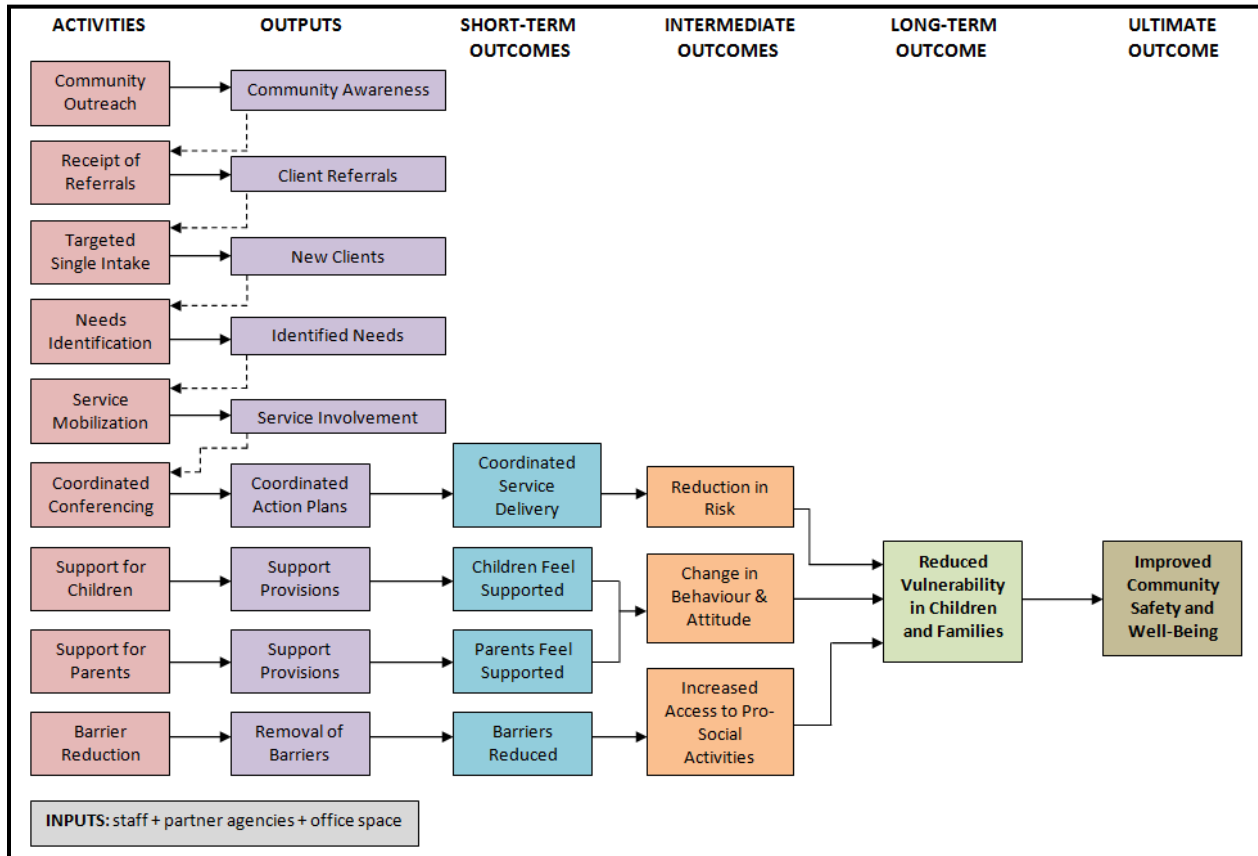 ACTIVITIES
OUTPUTS
SHORT-TERM
OUTCOMES
INTERMEDIATE
OUTCOMES
LONG-TERM
OUTCOME
ULTIMATE
OUTCOME
Community
Outreach
Community Awareness
Receipt of
Referrals
Client Referrals
Targeted
Single Intake
New Clients
Needs
Identification
Identified Needs
Service
Mobilization
Service Involvement
Coordinated
Conferencing
Coordinated
Action Plans
Coordinated
Service
Delivery
Reduction in
Risk
Support for
Children
Support
Provisions
Children Feel
Supported
Change in
Behaviour &
Attitude
Reduced
Vulnerability
in Children
and Families
Improved
Community
Safety and
Well-Being
Support for
Parents
Support
Provisions
Parents Feel
Supported
Increased
Access to Pro-
Social
Activities
Barrier
Reduction
Removal of
Barriers
Barriers
Reduced
INPUTS: staff + partner agencies + office space